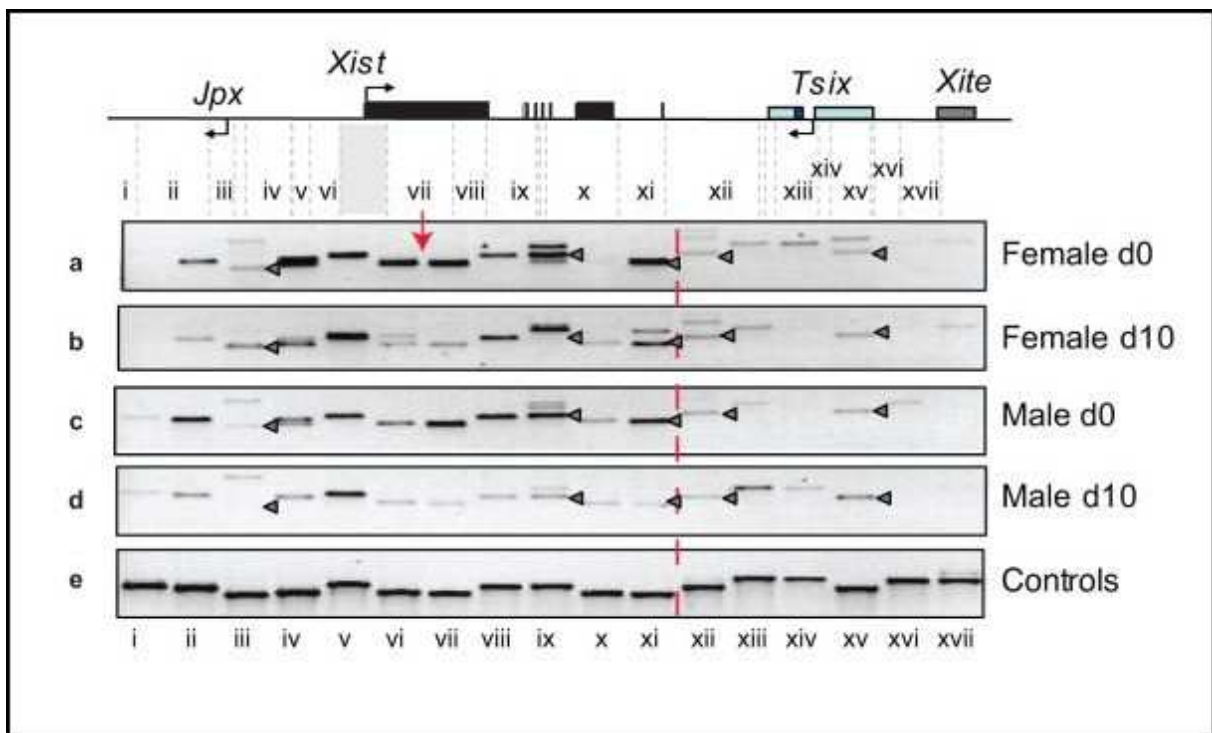 Jpx
Xist
Tsix
Xite
i ii iii iv v vi vii viii ix x xi xii xiii xiv xv xvi xvii
a Female d0
b Female d10
c Male d0
d Male d10
e Controls
i ii iii iv v vi vii viii ix x xi xii xiii xiv xv xvi xvii